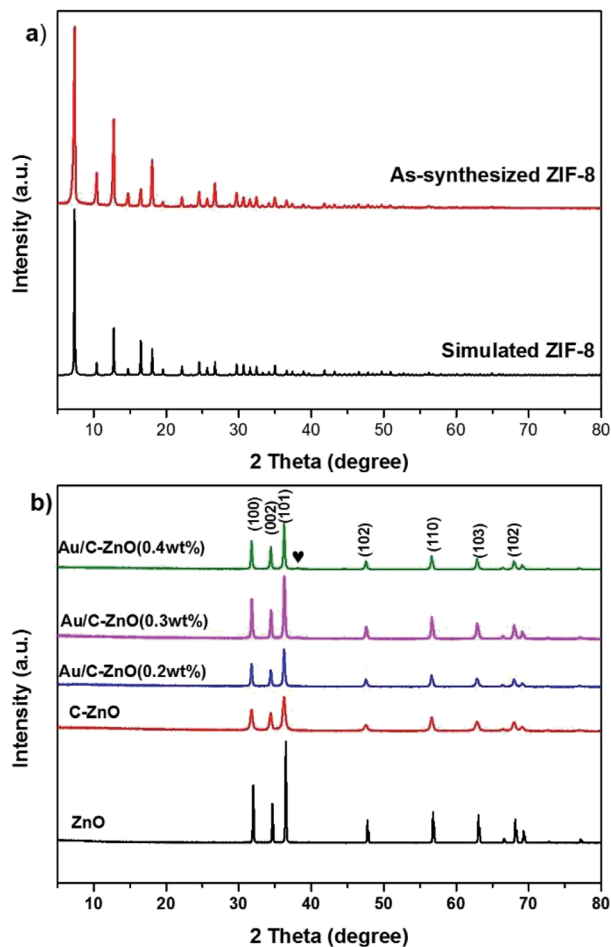 a)
Intensity (a.u.)
As-synthesized ZIF-8
Simulated ZIF-8
10 20 30 40 50 60 70 80
2 Theta (degree)
b)
Intensity (a.u.)
(100) (002) (101) (102) (110) (103) (102)
Au/C-ZnO(0.4wt%) ♥
Au/C-ZnO(0.3wt%)
Au/C-ZnO(0.2wt%)
C-ZnO
ZnO
10 20 30 40 50 60 70 80
2 Theta (degree)